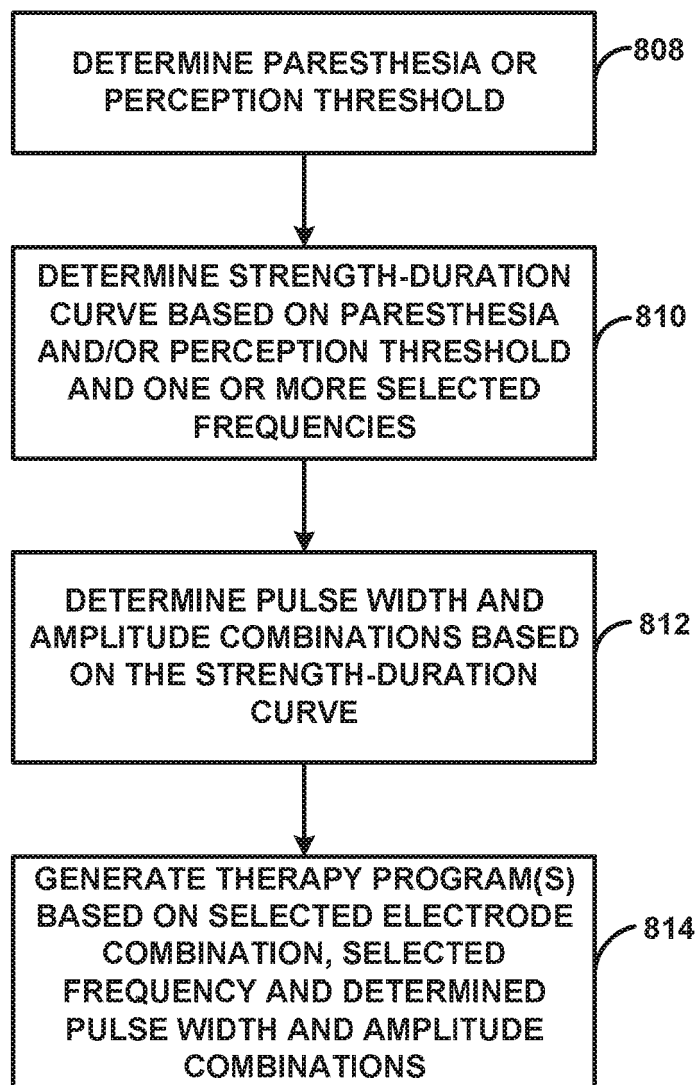 DETERMINE PARESTHESIA OR
PERCEPTION THRESHOLD
808
DETERMINE STRENGTH-DURATION
CURVE BASED ON PARESTHESIA
AND/OR PERCEPTION THRESHOLD
AND ONE OR MORE SELECTED
FREQUENCIES
810
DETERMINE PULSE WIDTH AND
AMPLITUDE COMBINATIONS BASED
ON THE STRENGTH-DURATION
CURVE
812
GENERATE THERAPY PROGRAM(S)
BASED ON SELECTED ELECTRODE
COMBINATION, SELECTED
FREQUENCY AND DETERMINED
PULSE WIDTH AND AMPLITUDE
COMBINATIONS
814